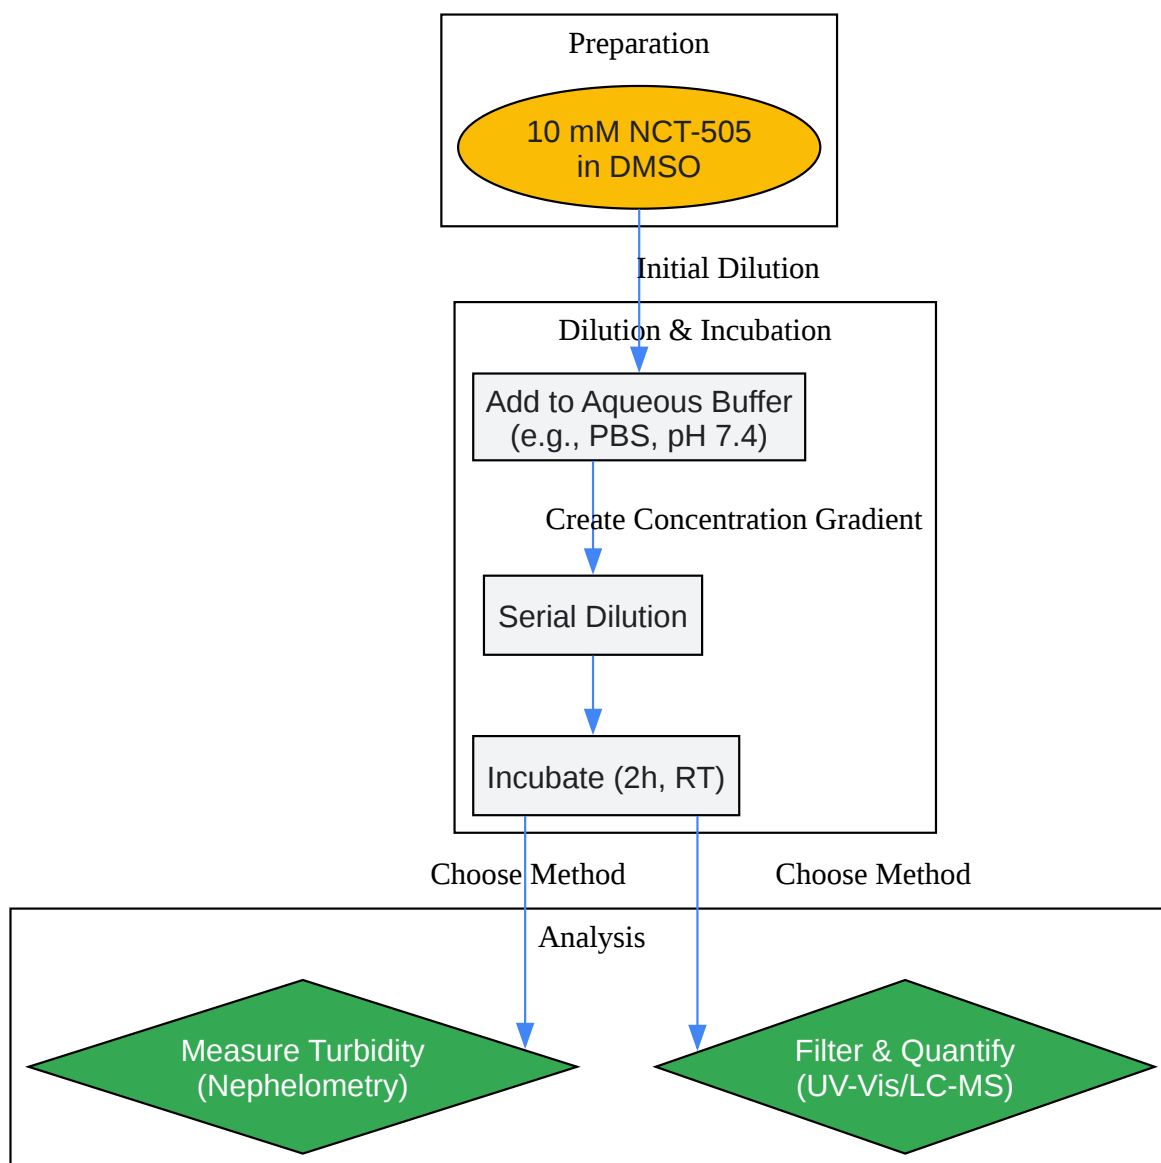 Preparation
10 mM NCT-505
in DMSO
Initial Dilution
Dilution & Incubation
Add to Aqueous Buffer
(e.g., PBS, pH 7.4)
Create Concentration Gradient
Serial Dilution
Incubate (2h, RT)
Choose Method
Choose Method
Analysis
Measure Turbidity
(Nephelometry)
Filter & Quantify
(UV-Vis/LC-MS)